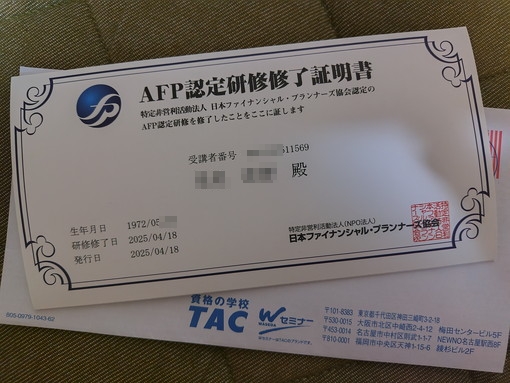 AFP認定研修修了証明書
特定非営利活動法人 日本ファイナンシャル・プランナーズ協会認定の
AFP認定研修を修了したことをここに証します
受講者番号 511569
殿
生年月日 1972/05
研修修了日 2025/04/18
発行日 2025/04/18
特定非営利活動法人(NPO法人)
日本ファイナンシャル・プランナーズ協会
805-0979-1043-62
資格の学校
TAC
Wセミナー
WASEDA
〒101-8383 東京都千代田区神田三崎町3-2-18
〒530-0015 大阪市北区中崎西2-4-12 梅田センタービル5F
〒453-0014 名古屋市中村区則武1-1-7 NEWNO名古屋駅西8F
〒810-0001 福岡市中央区天神1-15-6 綾杉ビル2F